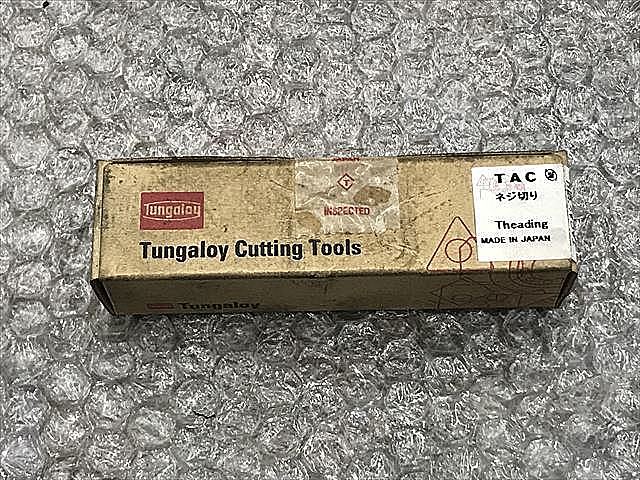 Tungaloy
INSPECTED
Tungaloy Cutting Tools
Tungaloy
TAC
ネジ切り
Theading
MADE IN JAPAN